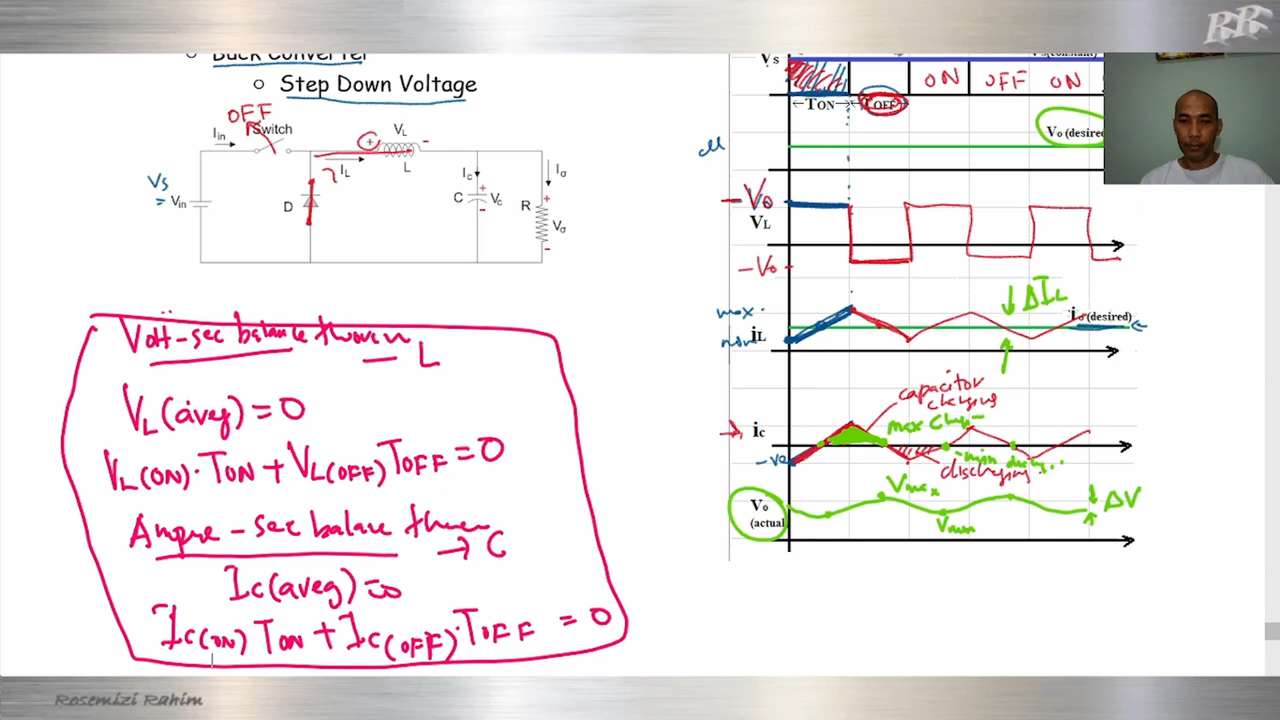 RR
Buck Converter
Step Down Voltage
OFF
Switch
Iin
VL
+
-
IL
L
Ic
Io
Vs
=
Vin
D
C
+
Vc
-
R
+
Vo
-
Volt-sec balance
L
VL(aveg) = 0
VL(ON)·TON + VL(OFF)TOFF = 0
- sec balance
→ C
Ic(aveg) = 0
Ic(ON) TON + Ic(OFF)·TOFF = 0
Vs
ON
OFF
ON
←TON→
TOFF
Vo (desired
-Vo
VL
-Vo
ΔIL
max.
io (desired)
iL
capacitor
charging
ic
-ve
discharging
Vo
(actual)
Vmax
Vmin
ΔV
Rosemizi Rahim